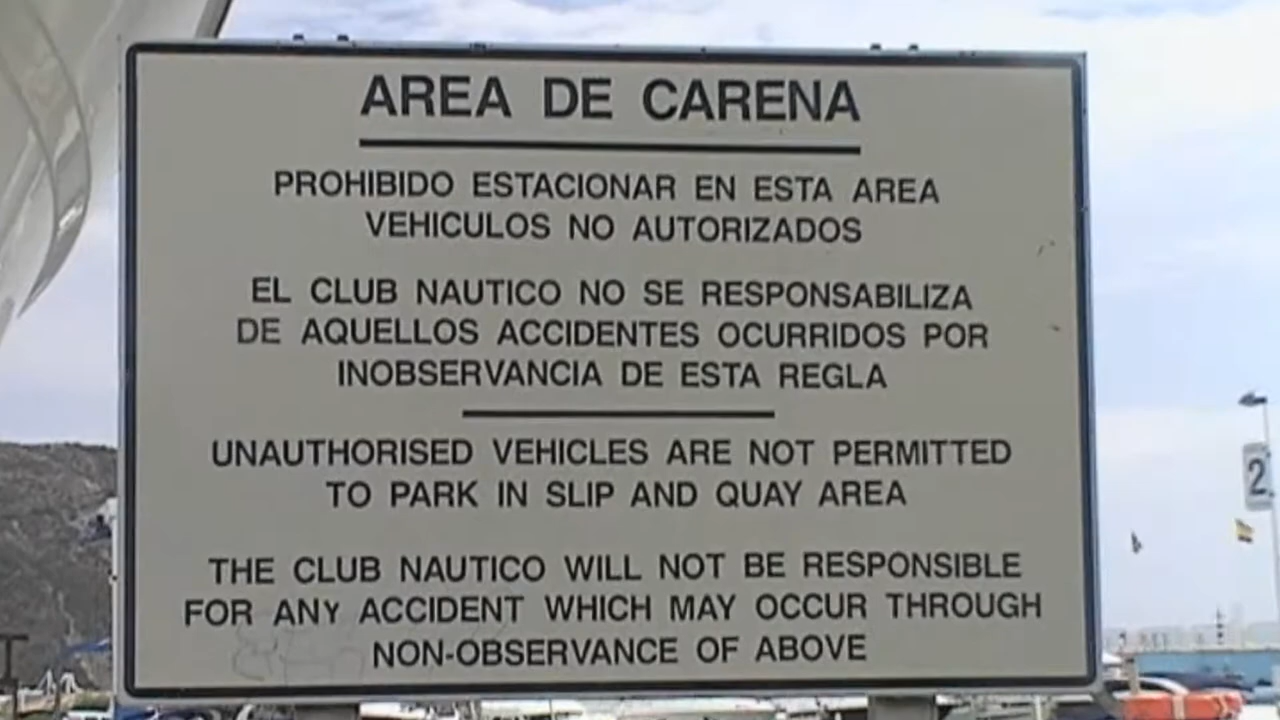 AREA DE CARENA
PROHIBIDO ESTACIONAR EN ESTA AREA
VEHICULOS NO AUTORIZADOS
EL CLUB NAUTICO NO SE RESPONSABILIZA
DE AQUELLOS ACCIDENTES OCURRIDOS POR
INOBSERVANCIA DE ESTA REGLA
UNAUTHORISED VEHICLES ARE NOT PERMITTED
TO PARK IN SLIP AND QUAY AREA
THE CLUB NAUTICO WILL NOT BE RESPONSIBLE
FOR ANY ACCIDENT WHICH MAY OCCUR THROUGH
NON-OBSERVANCE OF ABOVE
2